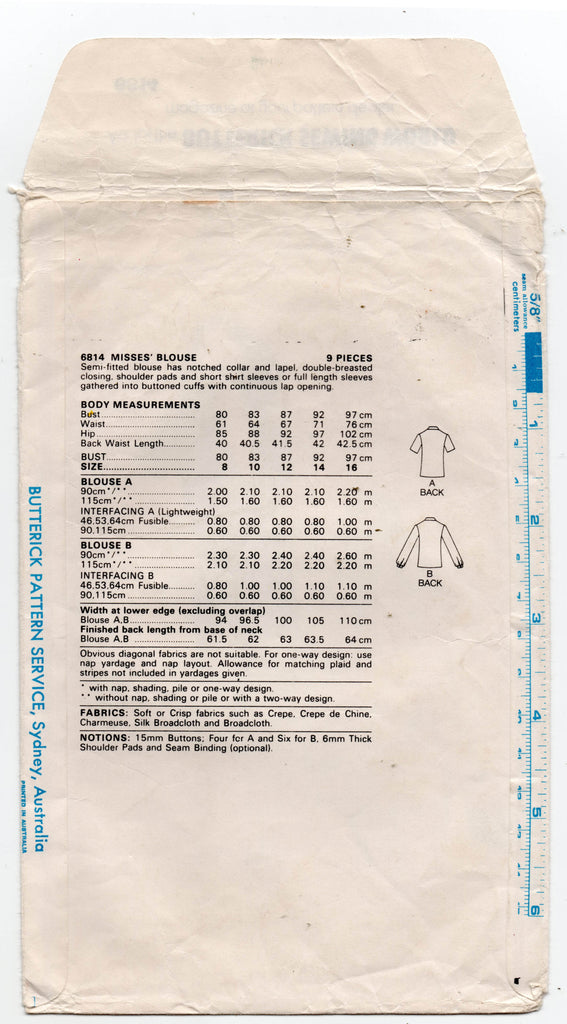 6814 MISSES' BLOUSE 9 PIECES
Semi-fitted blouse has notched collar and lapel, double-breasted
closing, shoulder pads and short shirt sleeves or full length sleeves
gathered into buttoned cuffs with continuous lap opening.
BODY MEASUREMENTS
Bust 80 83 87 92 97 cm
Waist 61 64 67 71 76 cm
Hip 85 88 92 97 102 cm
Back Waist Length 40 40.5 41.5 42 42.5 cm
BUST 80 83 87 92 97 cm
SIZE 8 10 12 14 16
BLOUSE A
90cm*/** 2.00 2.10 2.10 2.10 2.20 m
115cm*/** 1.50 1.60 1.60 1.60 1.60 m
INTERFACING A (Lightweight)
46,53,64cm Fusible 0.80 0.80 0.80 0.80 1.00 m
90,115cm 0.60 0.60 0.60 0.60 0.60 m
BLOUSE B
90cm*/** 2.30 2.30 2.40 2.40 2.60 m
115cm*/** 2.10 2.10 2.20 2.20 2.20 m
INTERFACING B
46,53,64cm Fusible 0.80 1.00 1.00 1.10 1.10 m
90,115cm 0.60 0.60 0.60 0.60 0.60 m
Width at lower edge (excluding overlap)
Blouse A,B 94 96.5 100 105 110 cm
Finished back length from base of neck
Blouse A,B 61.5 62 63 63.5 64 cm
Obvious diagonal fabrics are not suitable. For one-way design: use
nap yardage and nap layout. Allowance for matching plaid and
stripes not included in yardages given.
* with nap, shading, pile or one-way design.
** without nap, shading or pile or with a two-way design.
FABRICS: Soft or Crisp fabrics such as Crepe, Crepe de Chine,
Charmeuse, Silk Broadcloth and Broadcloth.
NOTIONS: 15mm Buttons; Four for A and Six for B, 6mm Thick
Shoulder Pads and Seam Binding (optional).
A
BACK
B
BACK
BUTTERICK PATTERN SERVICE, Sydney, Australia
PRINTED IN AUSTRALIA
5/8"
seam allowance
centimeters
1
2
3
4
5
6